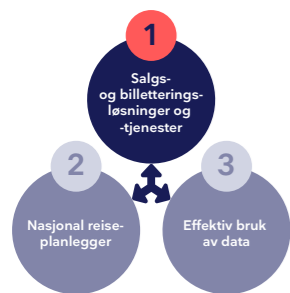 1
Salgs-
og billetterings-
løsninger og
-tjenester
2
Nasjonal reise-
planlegger
3
Effektiv bruk
av data